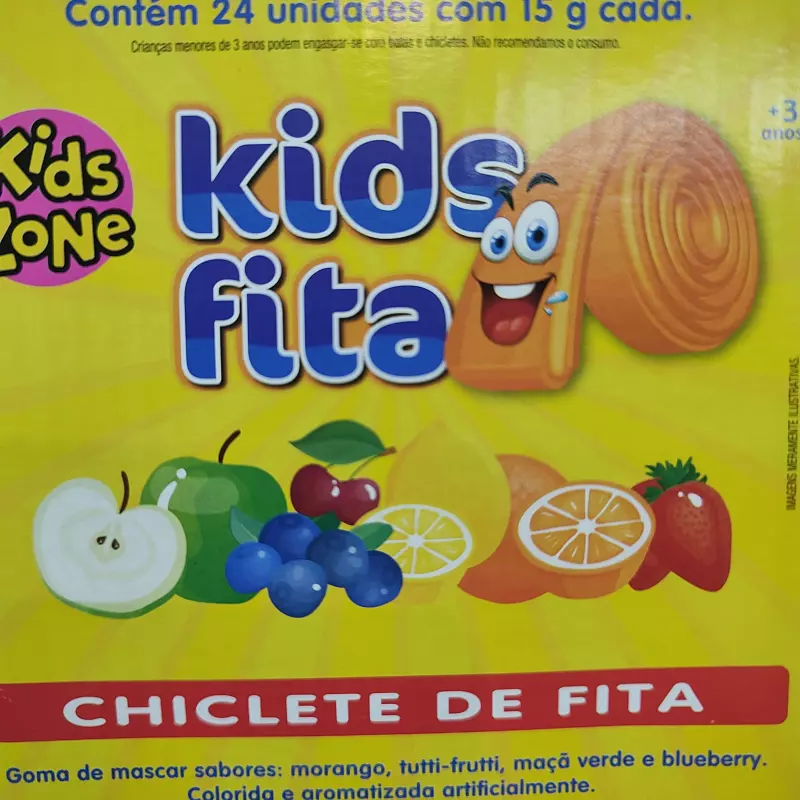 Contém 24 unidades com 15 g cada.
Crianças menores de 3 anos podem engasgar-se com balas e chicletes. Não recomendamos o consumo.
Kids
Zone
kids
fita
+3
anos
IMAGENS MERAMENTE ILUSTRATIVAS.
CHICLETE DE FITA
Goma de mascar sabores: morango, tutti-frutti, maçã verde e blueberry.
Colorida e aromatizada artificialmente.